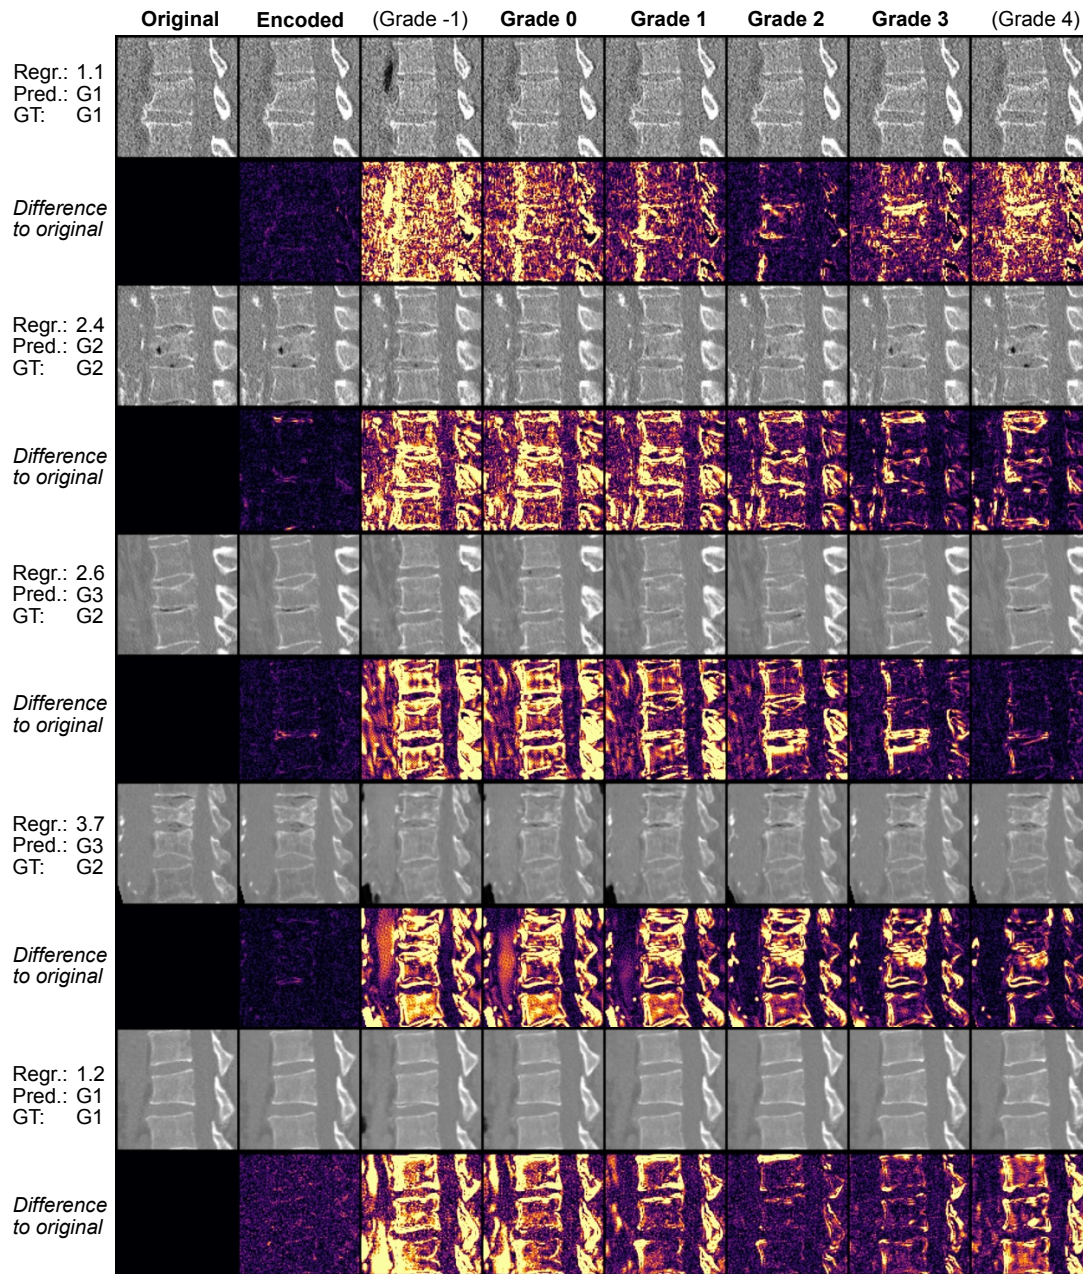 Original Encoded (Grade -1) Grade 0 Grade 1 Grade 2 Grade 3 (Grade 4)
Regr.: 1.1
Pred.: G1
GT: G1
Difference
to original
Regr.: 2.4
Pred.: G2
GT: G2
Difference
to original
Regr.: 2.6
Pred.: G3
GT: G2
Difference
to original
Regr.: 3.7
Pred.: G3
GT: G2
Difference
to original
Regr.: 1.2
Pred.: G1
GT: G1
Difference
to original